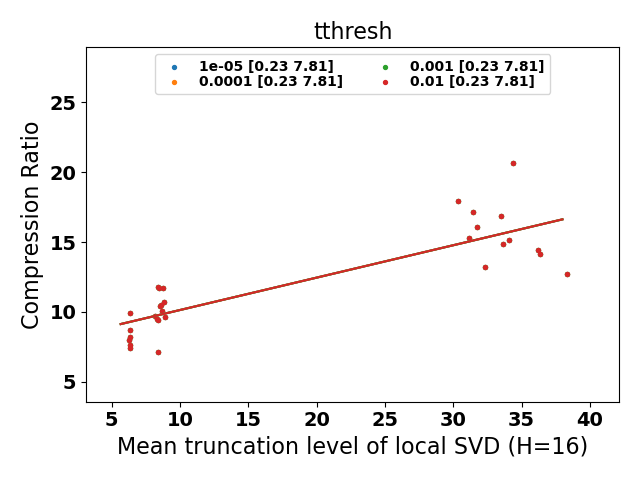 tthresh
1e-05 [0.23 7.81]
0.0001 [0.23 7.81]
0.001 [0.23 7.81]
0.01 [0.23 7.81]
Compression Ratio
25
20
15
10
5
5 10 15 20 25 30 35 40
Mean truncation level of local SVD (H=16)